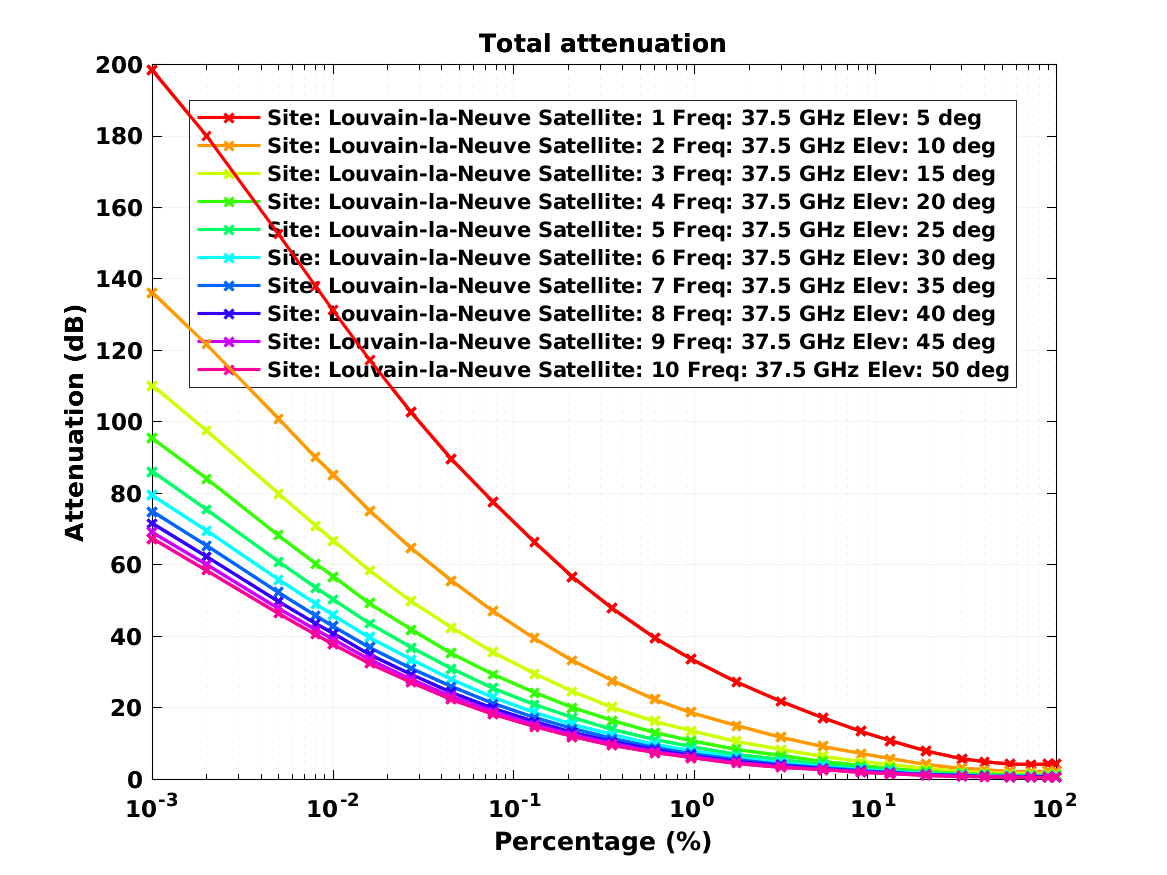 Total attenuation
200
180
160
140
120
100
80
60
40
20
0
Attenuation (dB)
Site: Louvain-la-Neuve Satellite: 1 Freq: 37.5 GHz Elev: 5 deg
Site: Louvain-la-Neuve Satellite: 2 Freq: 37.5 GHz Elev: 10 deg
Site: Louvain-la-Neuve Satellite: 3 Freq: 37.5 GHz Elev: 15 deg
Site: Louvain-la-Neuve Satellite: 4 Freq: 37.5 GHz Elev: 20 deg
Site: Louvain-la-Neuve Satellite: 5 Freq: 37.5 GHz Elev: 25 deg
Site: Louvain-la-Neuve Satellite: 6 Freq: 37.5 GHz Elev: 30 deg
Site: Louvain-la-Neuve Satellite: 7 Freq: 37.5 GHz Elev: 35 deg
Site: Louvain-la-Neuve Satellite: 8 Freq: 37.5 GHz Elev: 40 deg
Site: Louvain-la-Neuve Satellite: 9 Freq: 37.5 GHz Elev: 45 deg
Site: Louvain-la-Neuve Satellite: 10 Freq: 37.5 GHz Elev: 50 deg
10^-3 10^-2 10^-1 10^0 10^1 10^2
Percentage (%)